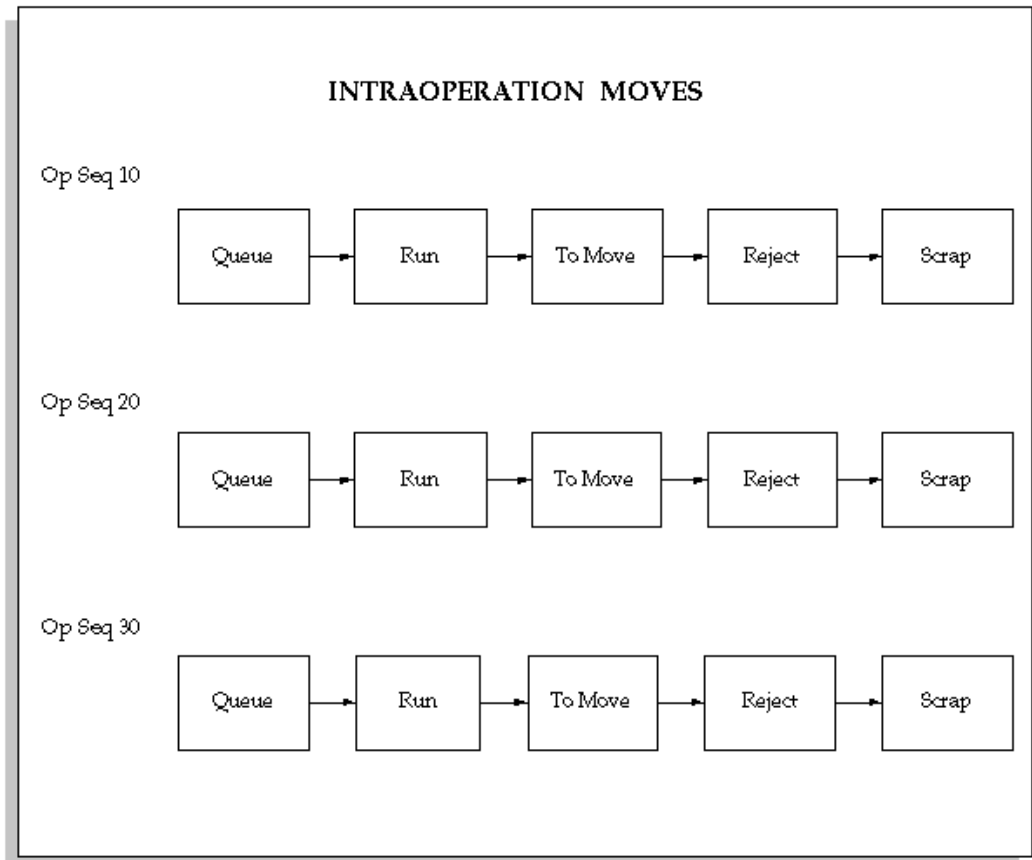 INTRAOPERATION MOVES
Op Seq 10
Queue Run To Move Reject Scrap
Op Seq 20
Queue Run To Move Reject Scrap
Op Seq 30
Queue Run To Move Reject Scrap